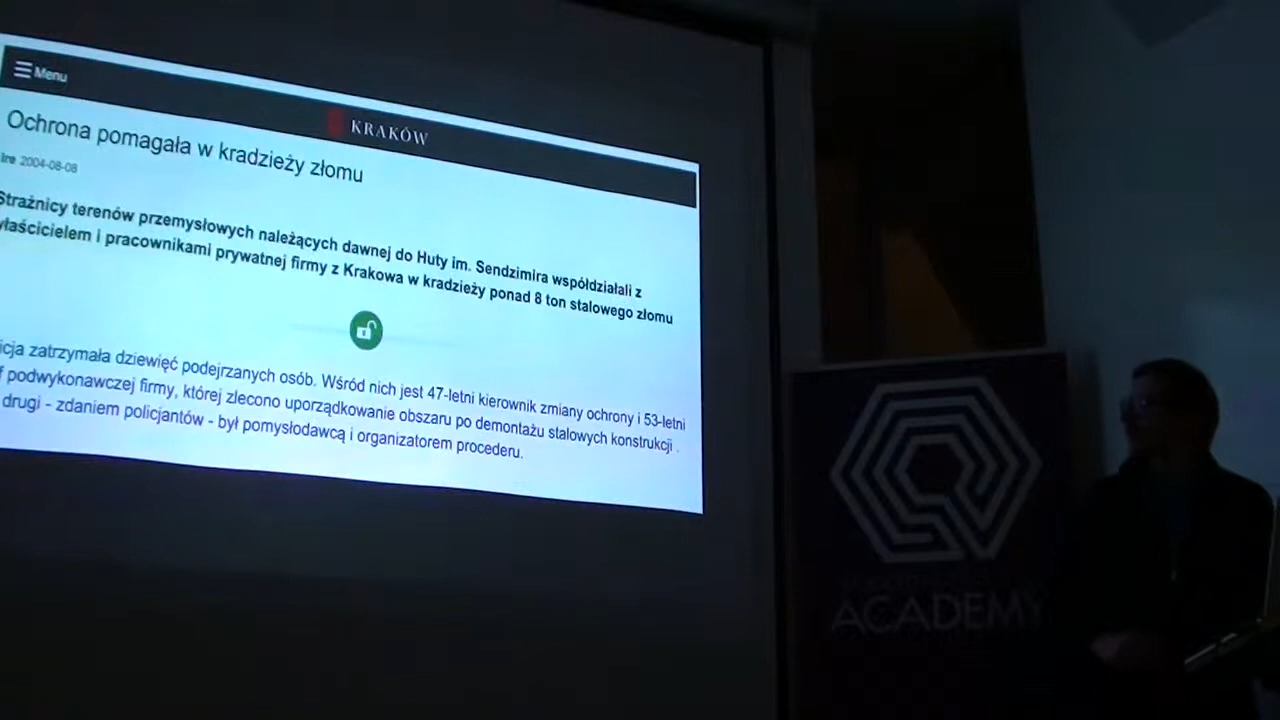 Menu
KRAKÓW
Ochrona pomagała w kradzieży złomu
Ire 2004-08-08
Strażnicy terenów przemysłowych należących dawnej do Huty im. Sendzimira współdziałali z
właścicielem i pracownikami prywatnej firmy z Krakowa w kradzieży ponad 8 ton stalowego złomu
icja zatrzymała dziewięć podejrzanych osób. Wśród nich jest 47-letni kierownik zmiany ochrony i 53-letni
f podwykonawczej firmy, której zlecono uporządkowanie obszaru po demontażu stalowych konstrukcji .
drugi - zdaniem policjantów - był pomysłodawcą i organizatorem procederu.
ACADEMY